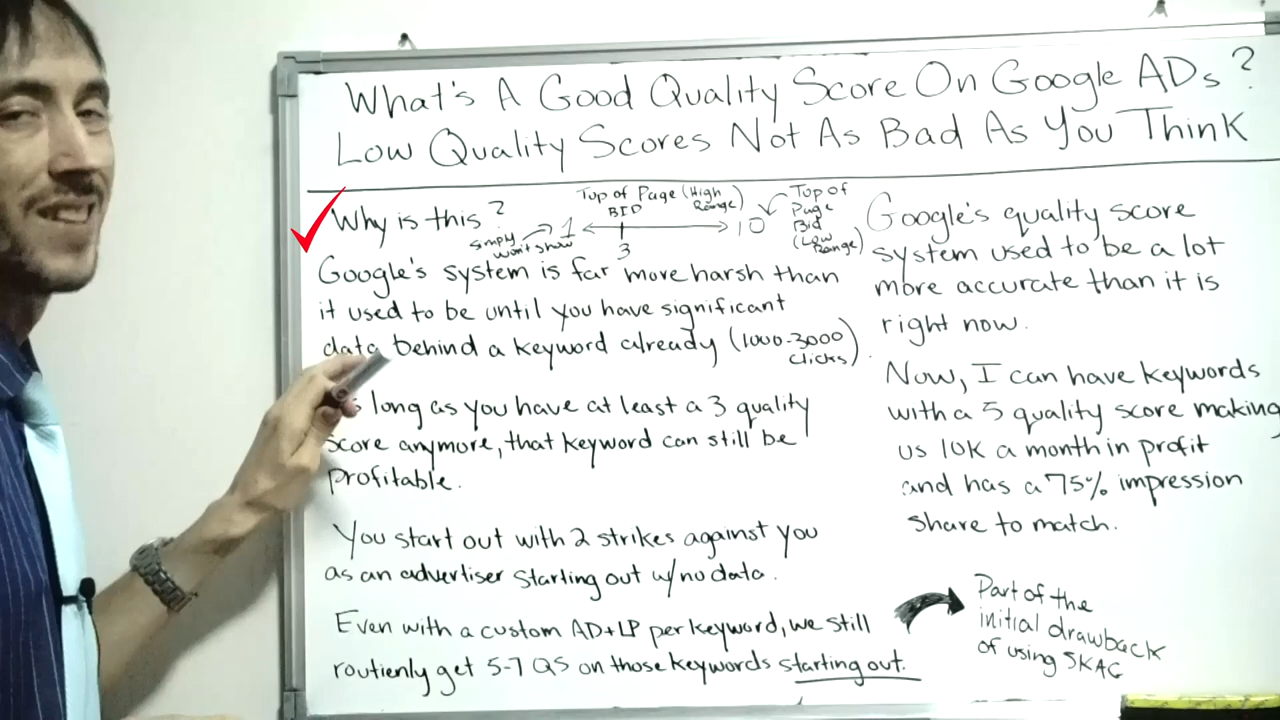 What's A Good Quality Score On Google ADs?
Low Quality Scores Not As Bad As You Think
Why is this?
Simply
won't show
1
Top of Page (High
Range)
BID
3
10
Top of
Page
Bid
(Low
Range)
Google's system is far more harsh than
it used to be until you have significant
data behind a keyword already (1000-3000
clicks).
long as you have at least a 3 quality
score anymore, that keyword can still be
profitable.
You start out with 2 strikes against you
as an advertiser starting out w/no data.
Even with a custom AD+LP per keyword, we still
routienly get 5-7 QS on those keywords starting out.
Google's quality score
system used to be a lot
more accurate than it is
right now.
Now, I can have keywords
with a 5 quality score making
us 10K a month in profit
and has a 75% impression
share to match.
Part of the
initial drawback
of using SKAG